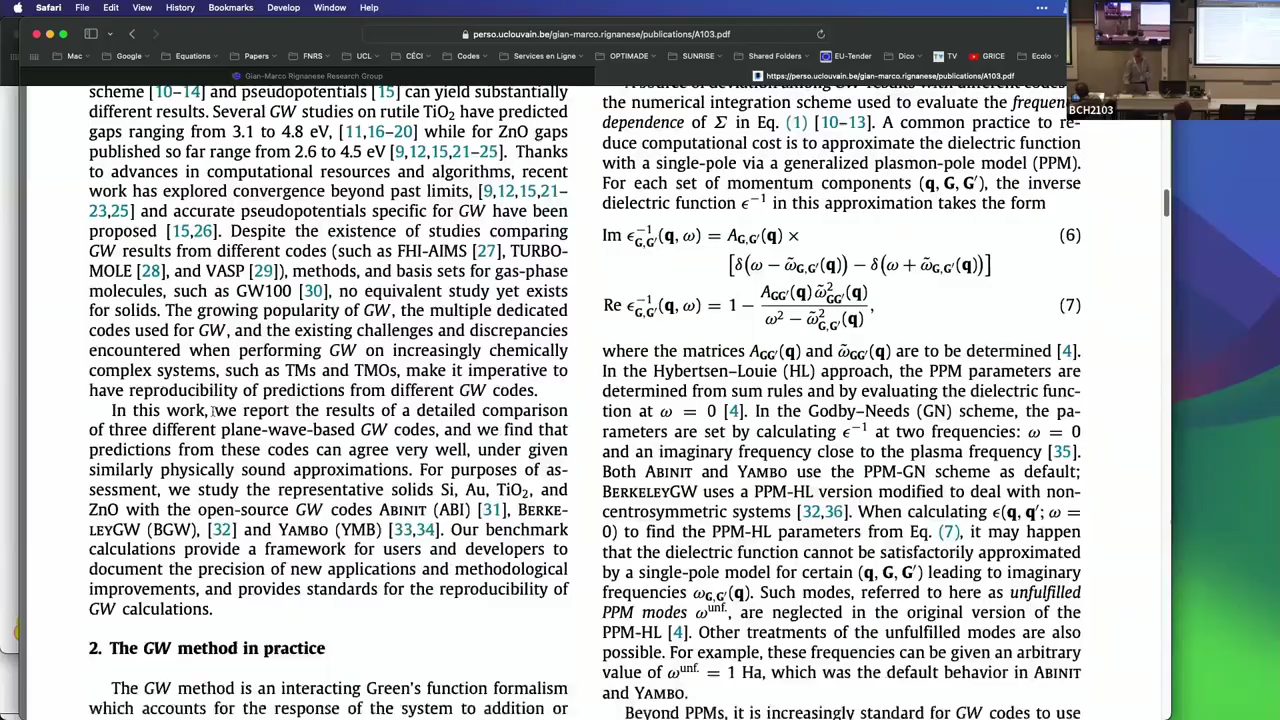 Safari File Edit View History Bookmarks Develop Window Help
perso.uclouvain.be/gian-marco.rignanese/publications/A103.pdf
Mac Google Equations Papers FNRS UCL CÉCI Codes Services en Ligne OPTIMADE SUNRISE Shared Folders EU-Tender Dico TV GRICE Ecolo
Gian-Marco Rignanese Research Group
https://perso.uclouvain.be/gian-marco.rignanese/publications/A103.pdf
BCH2103
scheme [10–14] and pseudopotentials [15] can yield substantially
different results. Several GW studies on rutile TiO₂ have predicted
gaps ranging from 3.1 to 4.8 eV, [11,16–20] while for ZnO gaps
published so far range from 2.6 to 4.5 eV [9,12,15,21–25]. Thanks
to advances in computational resources and algorithms, recent
work has explored convergence beyond past limits, [9,12,15,21–
23,25] and accurate pseudopotentials specific for GW have been
proposed [15,26]. Despite the existence of studies comparing
GW results from different codes (such as FHI-AIMS [27], TURBO-
MOLE [28], and VASP [29]), methods, and basis sets for gas-phase
molecules, such as GW100 [30], no equivalent study yet exists
for solids. The growing popularity of GW, the multiple dedicated
codes used for GW, and the existing challenges and discrepancies
encountered when performing GW on increasingly chemically
complex systems, such as TMs and TMOs, make it imperative to
have reproducibility of predictions from different GW codes.
In this work, we report the results of a detailed comparison
of three different plane-wave-based GW codes, and we find that
predictions from these codes can agree very well, under given
similarly physically sound approximations. For purposes of as-
sessment, we study the representative solids Si, Au, TiO₂, and
ZnO with the open-source GW codes ABINIT (ABI) [31], BERKE-
LEYGW (BGW), [32] and YAMBO (YMB) [33,34]. Our benchmark
calculations provide a framework for users and developers to
document the precision of new applications and methodological
improvements, and provides standards for the reproducibility of
GW calculations.
2. The GW method in practice
The GW method is an interacting Green's function formalism
which accounts for the response of the system to addition or
the numerical integration scheme used to evaluate the frequency
dependence of Σ in Eq. (1) [10–13]. A common practice to re-
duce computational cost is to approximate the dielectric function
with a single-pole via a generalized plasmon-pole model (PPM).
For each set of momentum components (q, G, G′), the inverse
dielectric function ϵ⁻¹ in this approximation takes the form
Im ϵ⁻¹_G,G′(q, ω) = A_G,G′(q) × (6)
[δ(ω − ω̃_G,G′(q)) − δ(ω + ω̃_G,G′(q))]
Re ϵ⁻¹_G,G′(q, ω) = 1 − A_GG′(q) ω̃²_GG′(q) / ω² − ω̃²_G,G′(q), (7)
where the matrices A_GG′(q) and ω̃_GG′(q) are to be determined [4].
In the Hybertsen–Louie (HL) approach, the PPM parameters are
determined from sum rules and by evaluating the dielectric func-
tion at ω = 0 [4]. In the Godby–Needs (GN) scheme, the pa-
rameters are set by calculating ϵ⁻¹ at two frequencies: ω = 0
and an imaginary frequency close to the plasma frequency [35].
Both ABINIT and YAMBO use the PPM-GN scheme as default;
BERKELEYGW uses a PPM-HL version modified to deal with non-
centrosymmetric systems [32,36]. When calculating ϵ(q, q′; ω =
0) to find the PPM-HL parameters from Eq. (7), it may happen
that the dielectric function cannot be satisfactorily approximated
by a single-pole model for certain (q, G, G′) leading to imaginary
frequencies ω_G,G′(q). Such modes, referred to here as unfulfilled
PPM modes ω^unf., are neglected in the original version of the
PPM-HL [4]. Other treatments of the unfulfilled modes are also
possible. For example, these frequencies can be given an arbitrary
value of ω^unf. = 1 Ha, which was the default behavior in ABINIT
and YAMBO.
Beyond PPMs, it is increasingly standard for GW codes to use